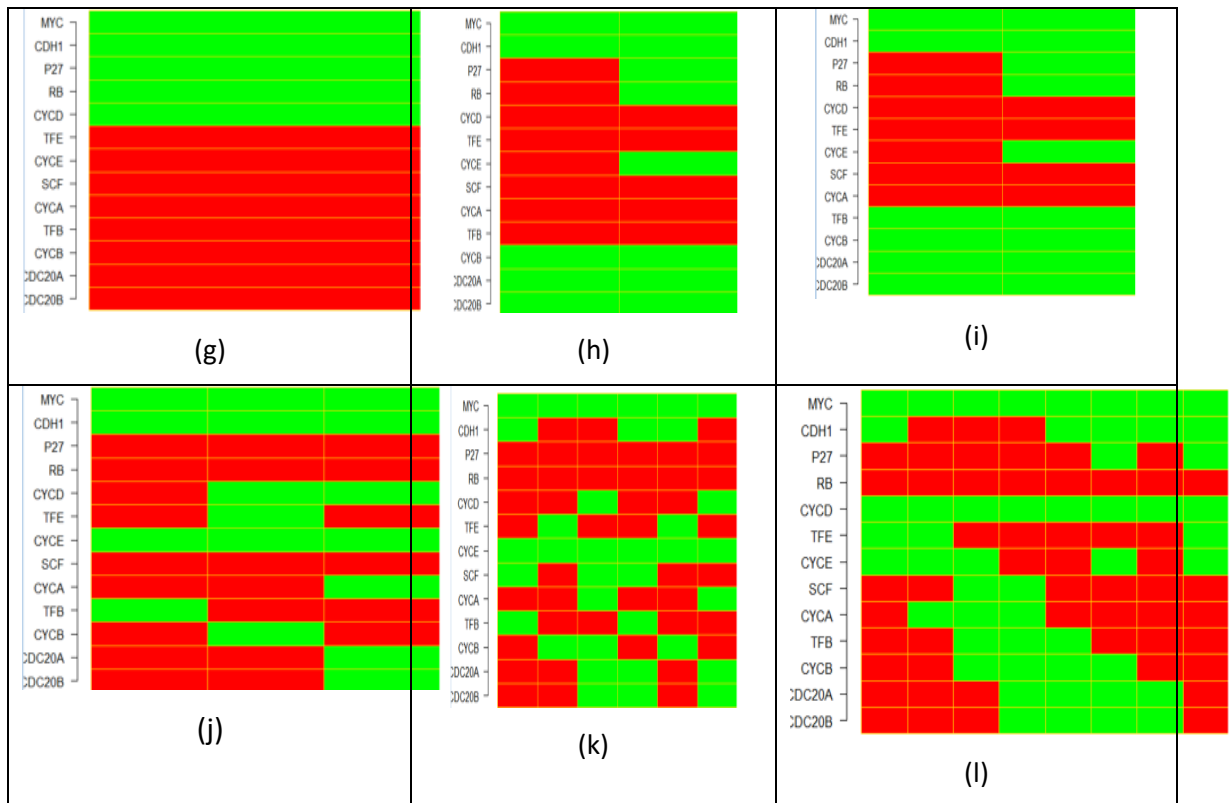 MYC
CDH1
P27
RB
CYCD
TFE
CYCE
SCF
CYCA
TFB
CYCB
CDC20A
CDC20B
(g)
MYC
CDH1
P27
RB
CYCD
TFE
CYCE
SCF
CYCA
TFB
CYCB
CDC20A
CDC20B
(h)
MYC
CDH1
P27
RB
CYCD
TFE
CYCE
SCF
CYCA
TFB
CYCB
CDC20A
CDC20B
(i)
MYC
CDH1
P27
RB
CYCD
TFE
CYCE
SCF
CYCA
TFB
CYCB
CDC20A
CDC20B
(j)
MYC
CDH1
P27
RB
CYCD
TFE
CYCE
SCF
CYCA
TFB
CYCB
CDC20A
CDC20B
(k)
MYC
CDH1
P27
RB
CYCD
TFE
CYCE
SCF
CYCA
TFB
CYCB
CDC20A
CDC20B
(l)